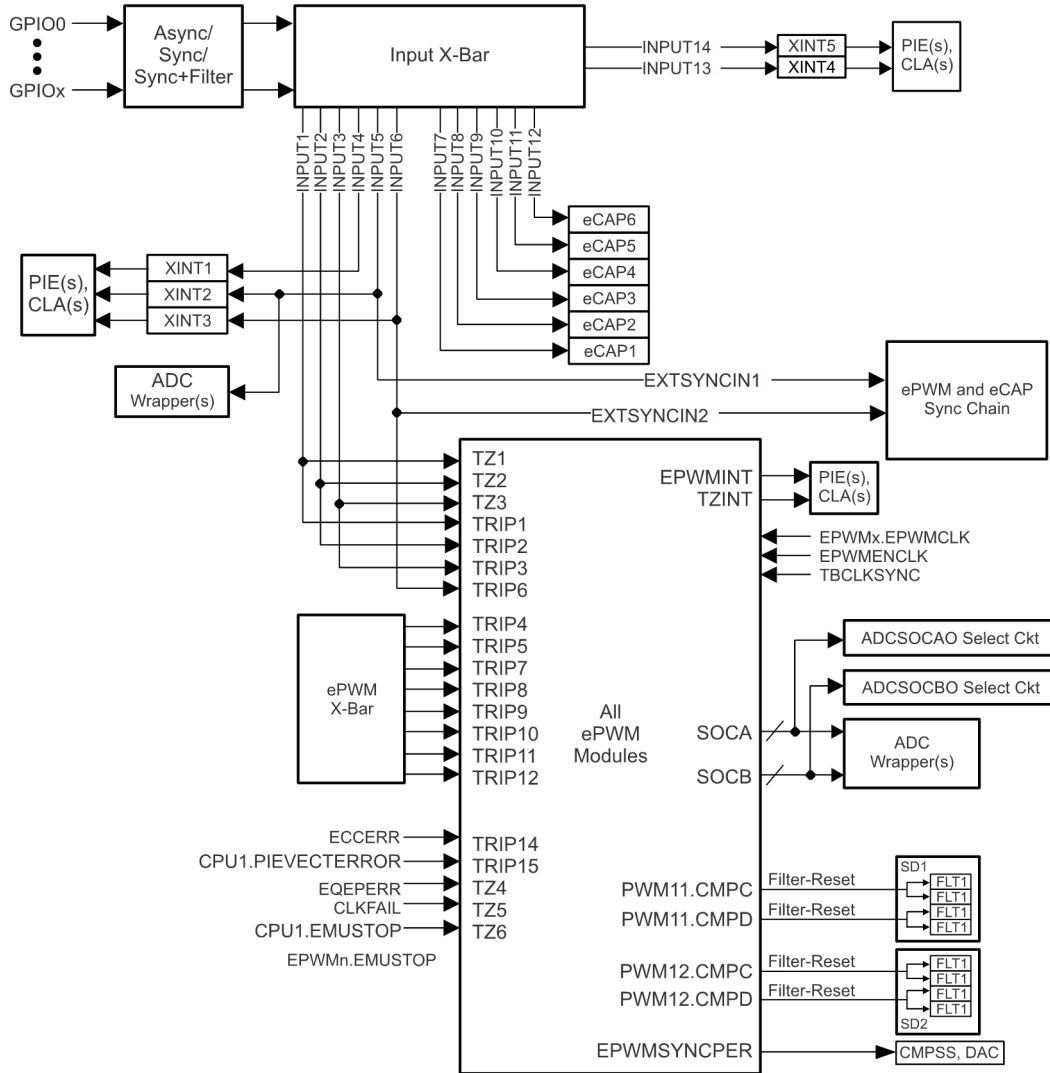 GPIO0
GPIOx
Async/
Sync/
Sync+Filter
Input X-Bar
INPUT14
INPUT13
XINT5
XINT4
PIE(s),
CLA(s)
INPUT1
INPUT2
INPUT3
INPUT4
INPUT5
INPUT6
INPUT7
INPUT8
INPUT9
INPUT10
INPUT11
INPUT12
eCAP6
eCAP5
eCAP4
eCAP3
eCAP2
eCAP1
PIE(s),
CLA(s)
XINT1
XINT2
XINT3
ADC
Wrapper(s)
EXTSYNCIN1
EXTSYNCIN2
ePWM and eCAP
Sync Chain
TZ1
TZ2
TZ3
TRIP1
TRIP2
TRIP3
TRIP6
EPWMINT
TZINT
PIE(s),
CLA(s)
EPWMx.EPWMCLK
EPWMENCLK
TBCLKSYNC
ePWM
X-Bar
TRIP4
TRIP5
TRIP7
TRIP8
TRIP9
TRIP10
TRIP11
TRIP12
All
ePWM
Modules
SOCA
SOCB
ADCSOCAO Select Ckt
ADCSOCBO Select Ckt
ADC
Wrapper(s)
ECCERR
CPU1.PIEVECTERROR
EQEPERR
CLKFAIL
CPU1.EMUSTOP
EPWMn.EMUSTOP
TRIP14
TRIP15
TZ4
TZ5
TZ6
PWM11.CMPC
PWM11.CMPD
PWM12.CMPC
PWM12.CMPD
Filter-Reset
Filter-Reset
Filter-Reset
Filter-Reset
SD1
FLT1
FLT1
FLT1
FLT1
FLT1
FLT1
FLT1
FLT1
SD2
EPWMSYNCPER
CMPSS, DAC